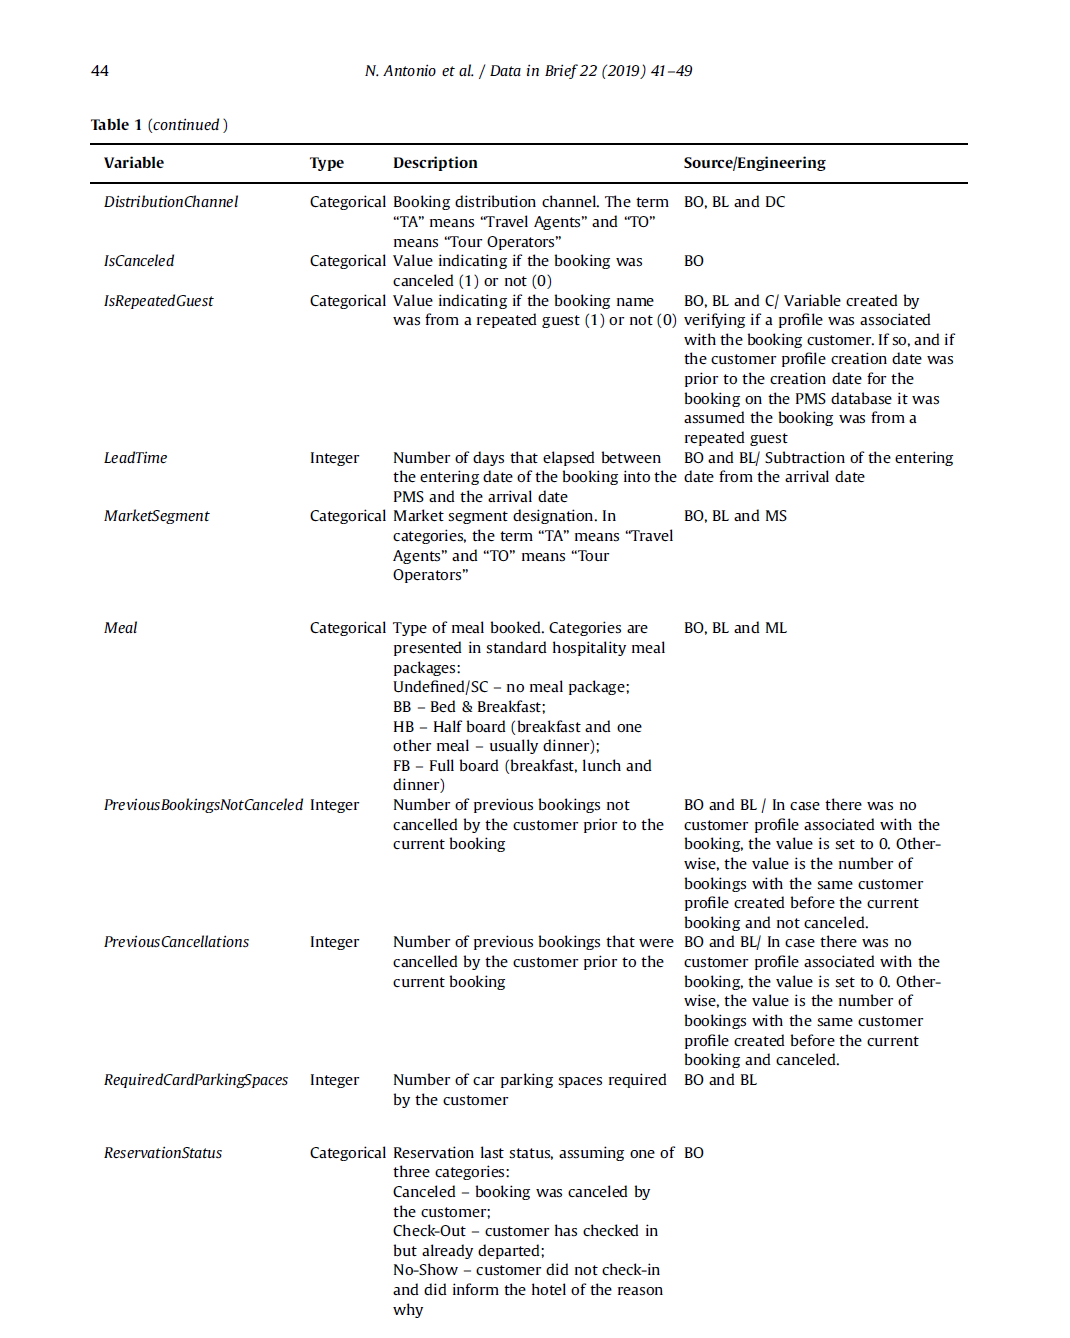 44
N. Antonio et al. / Data in Brief 22 (2019) 41–49
Table 1 (continued )
Variable Type Description Source/Engineering
DistributionChannel Categorical Booking distribution channel. The term BO, BL and DC
“TA” means “Travel Agents” and “TO”
means “Tour Operators”
IsCanceled Categorical Value indicating if the booking was BO
canceled (1) or not (0)
IsRepeatedGuest Categorical Value indicating if the booking name BO, BL and C/ Variable created by
was from a repeated guest (1) or not (0) verifying if a profile was associated
with the booking customer. If so, and if
the customer profile creation date was
prior to the creation date for the
booking on the PMS database it was
assumed the booking was from a
repeated guest
LeadTime Integer Number of days that elapsed between BO and BL/ Subtraction of the entering
the entering date of the booking into the date from the arrival date
PMS and the arrival date
MarketSegment Categorical Market segment designation. In BO, BL and MS
categories, the term “TA” means “Travel
Agents” and “TO” means “Tour
Operators”
Meal Categorical Type of meal booked. Categories are BO, BL and ML
presented in standard hospitality meal
packages:
Undefined/SC – no meal package;
BB – Bed & Breakfast;
HB – Half board (breakfast and one
other meal – usually dinner);
FB – Full board (breakfast, lunch and
dinner)
PreviousBookingsNotCanceled Integer Number of previous bookings not BO and BL / In case there was no
cancelled by the customer prior to the customer profile associated with the
current booking booking, the value is set to 0. Other-
wise, the value is the number of
bookings with the same customer
profile created before the current
booking and not canceled.
PreviousCancellations Integer Number of previous bookings that were BO and BL/ In case there was no
cancelled by the customer prior to the customer profile associated with the
current booking booking, the value is set to 0. Other-
wise, the value is the number of
bookings with the same customer
profile created before the current
booking and canceled.
RequiredCardParkingSpaces Integer Number of car parking spaces required BO and BL
by the customer
ReservationStatus Categorical Reservation last status, assuming one of BO
three categories:
Canceled – booking was canceled by
the customer;
Check-Out – customer has checked in
but already departed;
No-Show – customer did not check-in
and did inform the hotel of the reason
why